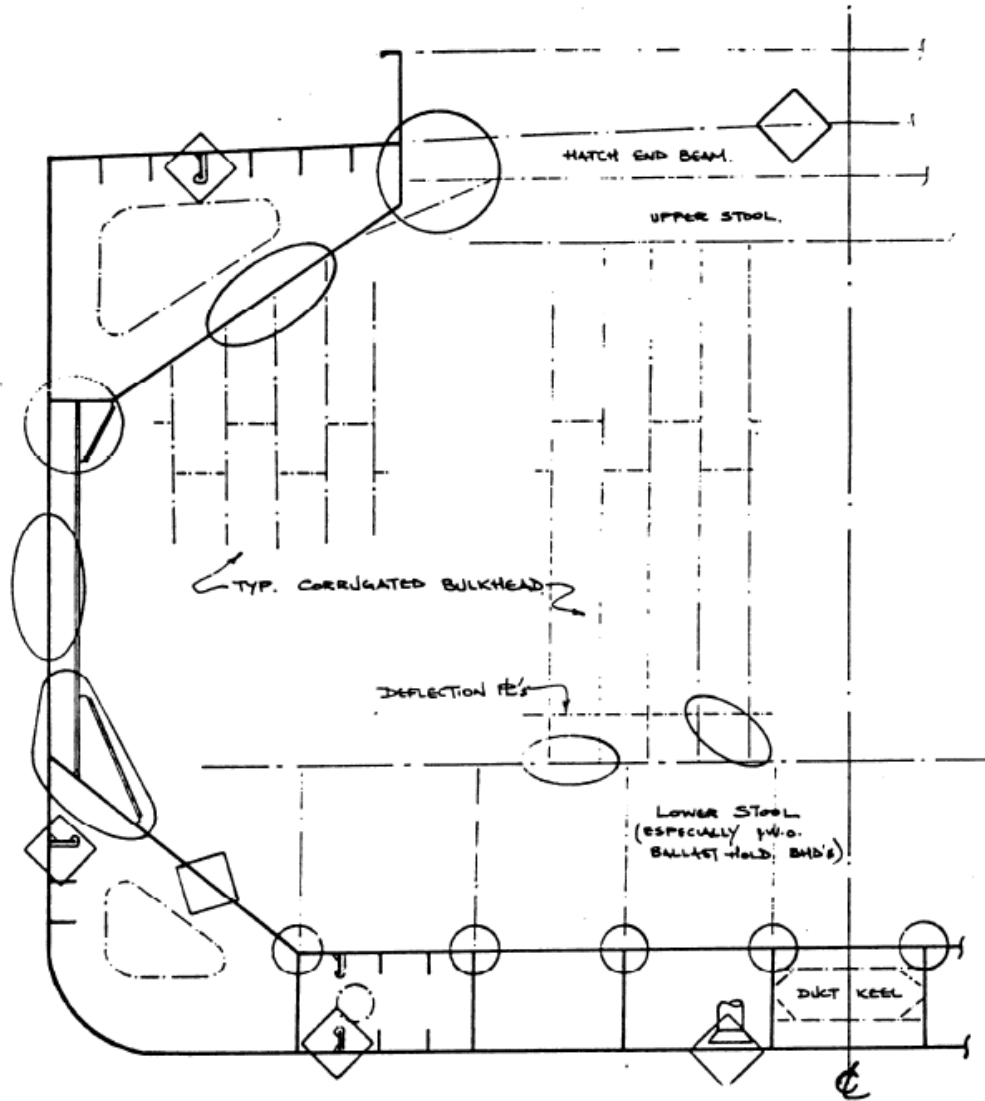 HATCH END BEAM.
UPPER STOOL.
TYP. CORRUGATED BULKHEAD
DEFLECTION PL's
LOWER STOOL
(ESPECIALLY I.W.O.
BALLAST HOLD BHD's)
DUCT KEEL
℄